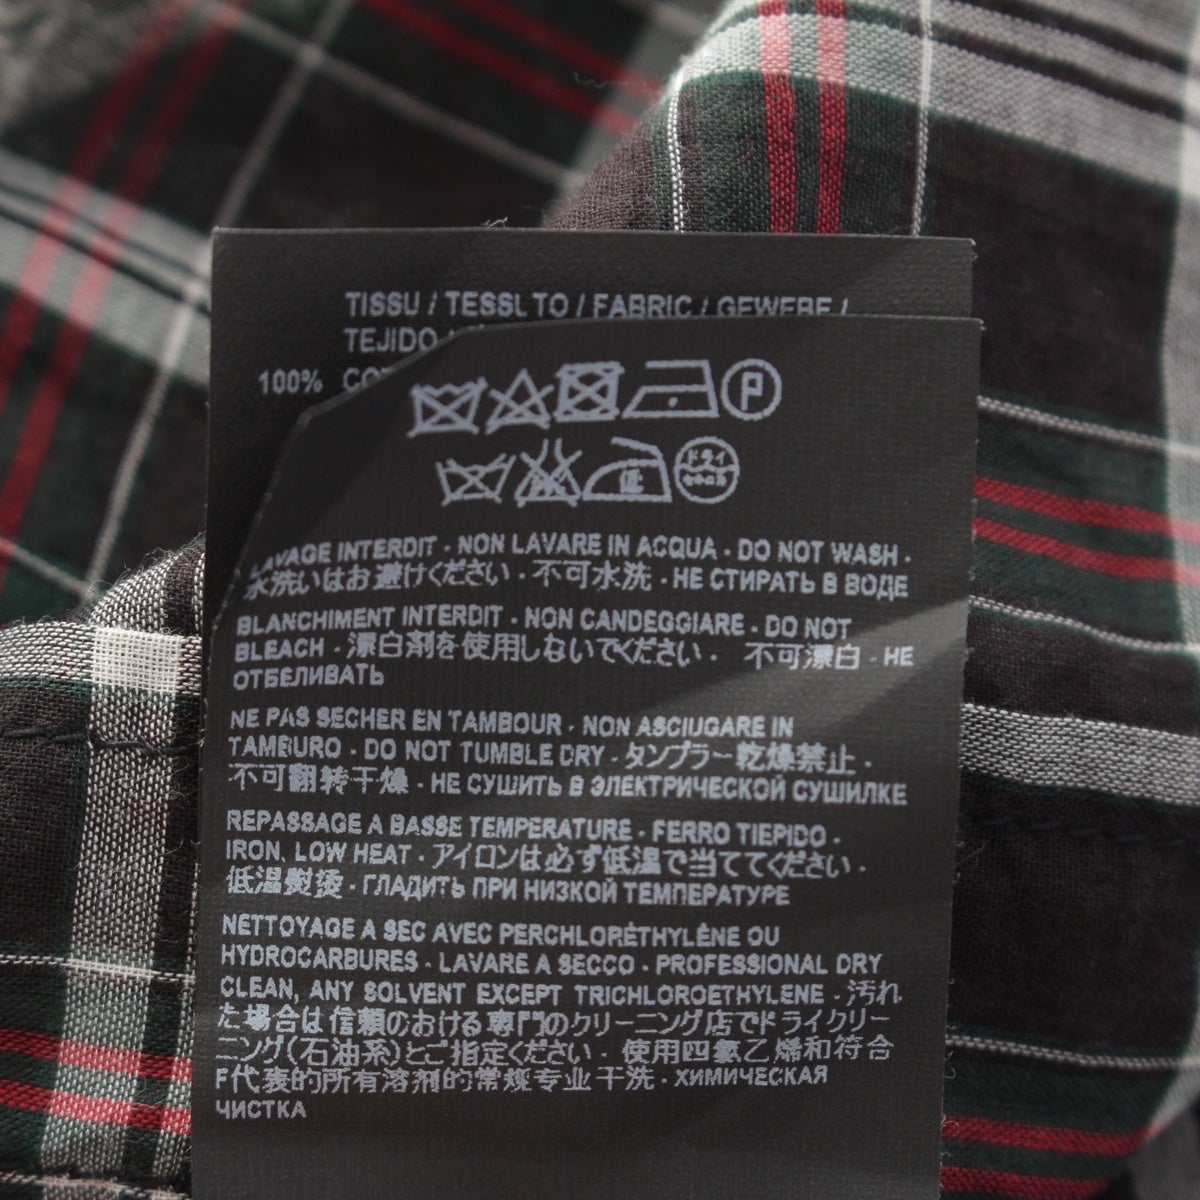 TISSU / TESSUTO / FABRIC / GEWEBE /
TEJIDO
100%
P
低 ドライ
LAVAGE INTERDIT - NON LAVARE IN ACQUA - DO NOT WASH -
水洗いはお避けください - 不可水洗 - НЕ СТИРАТЬ В ВОДЕ
BLANCHIMENT INTERDIT - NON CANDEGGIARE - DO NOT
BLEACH - 漂白剤を使用しないでください - 不可漂白 - НЕ
ОТБЕЛИВАТЬ
NE PAS SECHER EN TAMBOUR - NON ASCIUGARE IN
TAMBURO - DO NOT TUMBLE DRY - タンブラー乾燥禁止 -
不可翻转干燥 - НЕ СУШИТЬ В ЭЛЕКТРИЧЕСКОЙ СУШИЛКЕ
REPASSAGE A BASSE TEMPERATURE - FERRO TIEPIDO -
IRON, LOW HEAT - アイロンは必ず低温で当ててください -
低温熨烫 - ГЛАДИТЬ ПРИ НИЗКОЙ ТЕМПЕРАТУРЕ
NETTOYAGE A SEC AVEC PERCHLORÉTHYLÈNE OU
HYDROCARBURES - LAVARE A SECCO - PROFESSIONAL DRY
CLEAN, ANY SOLVENT EXCEPT TRICHLOROETHYLENE - 汚れ
た場合は信頼のおける専門のクリーニング店でドライクリー
ニング(石油系)とご指定ください - 使用四氯乙烯和符合
F代表的所有溶剂的常规专业干洗 - ХИМИЧЕСКАЯ
ЧИСТКА